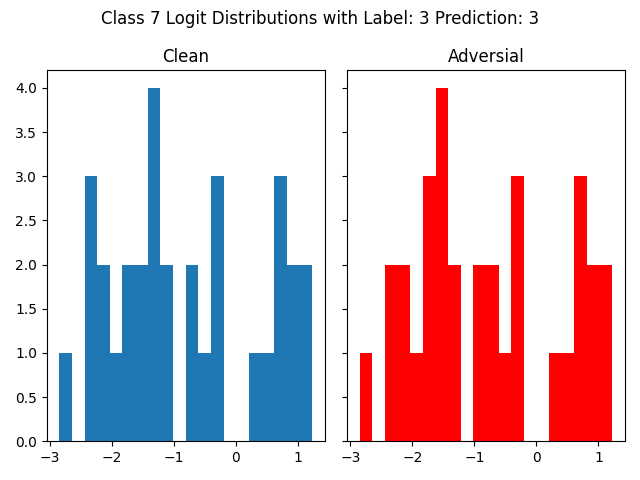 Class 7 Logit Distributions with Label: 3 Prediction: 3
Clean
Adversial
4.0
3.5
3.0
2.5
2.0
1.5
1.0
0.5
0.0
−3 −2 −1 0 1
−3 −2 −1 0 1